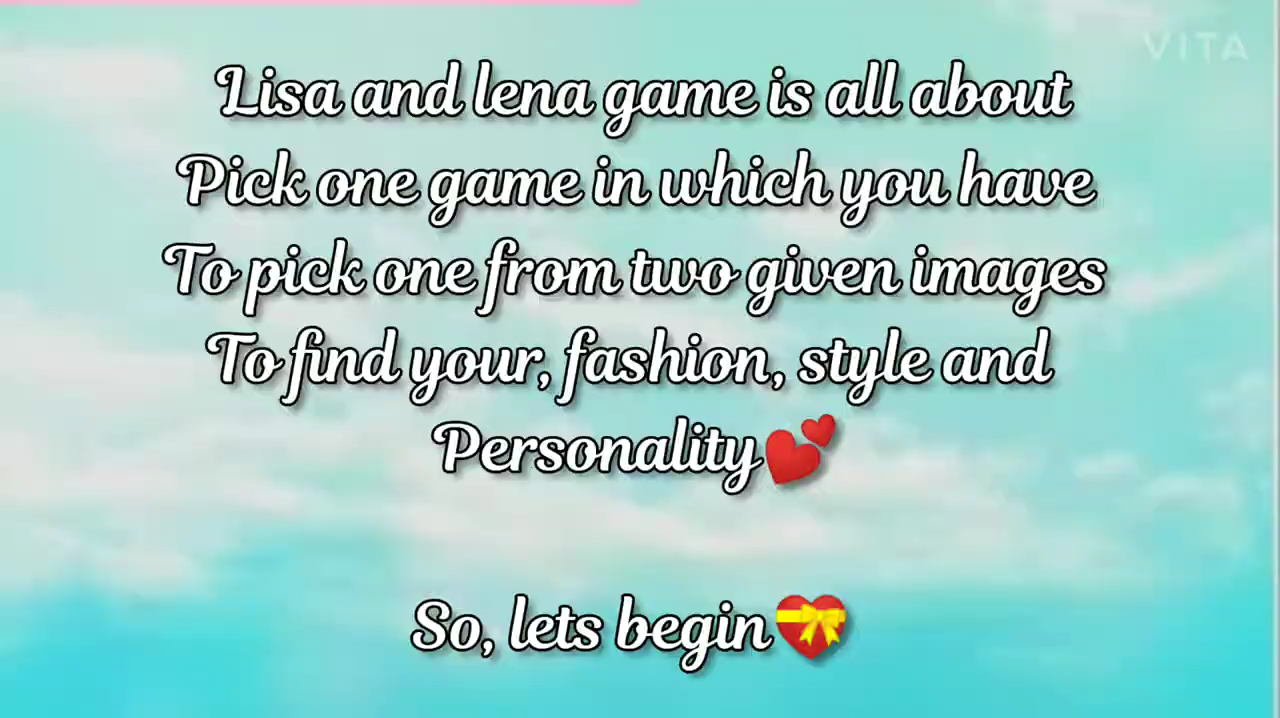 VITA
Lisa and lena game is all about
Pick one game in which you have
To pick one from two given images
To find your, fashion, style and
Personality💕
So, lets begin💝